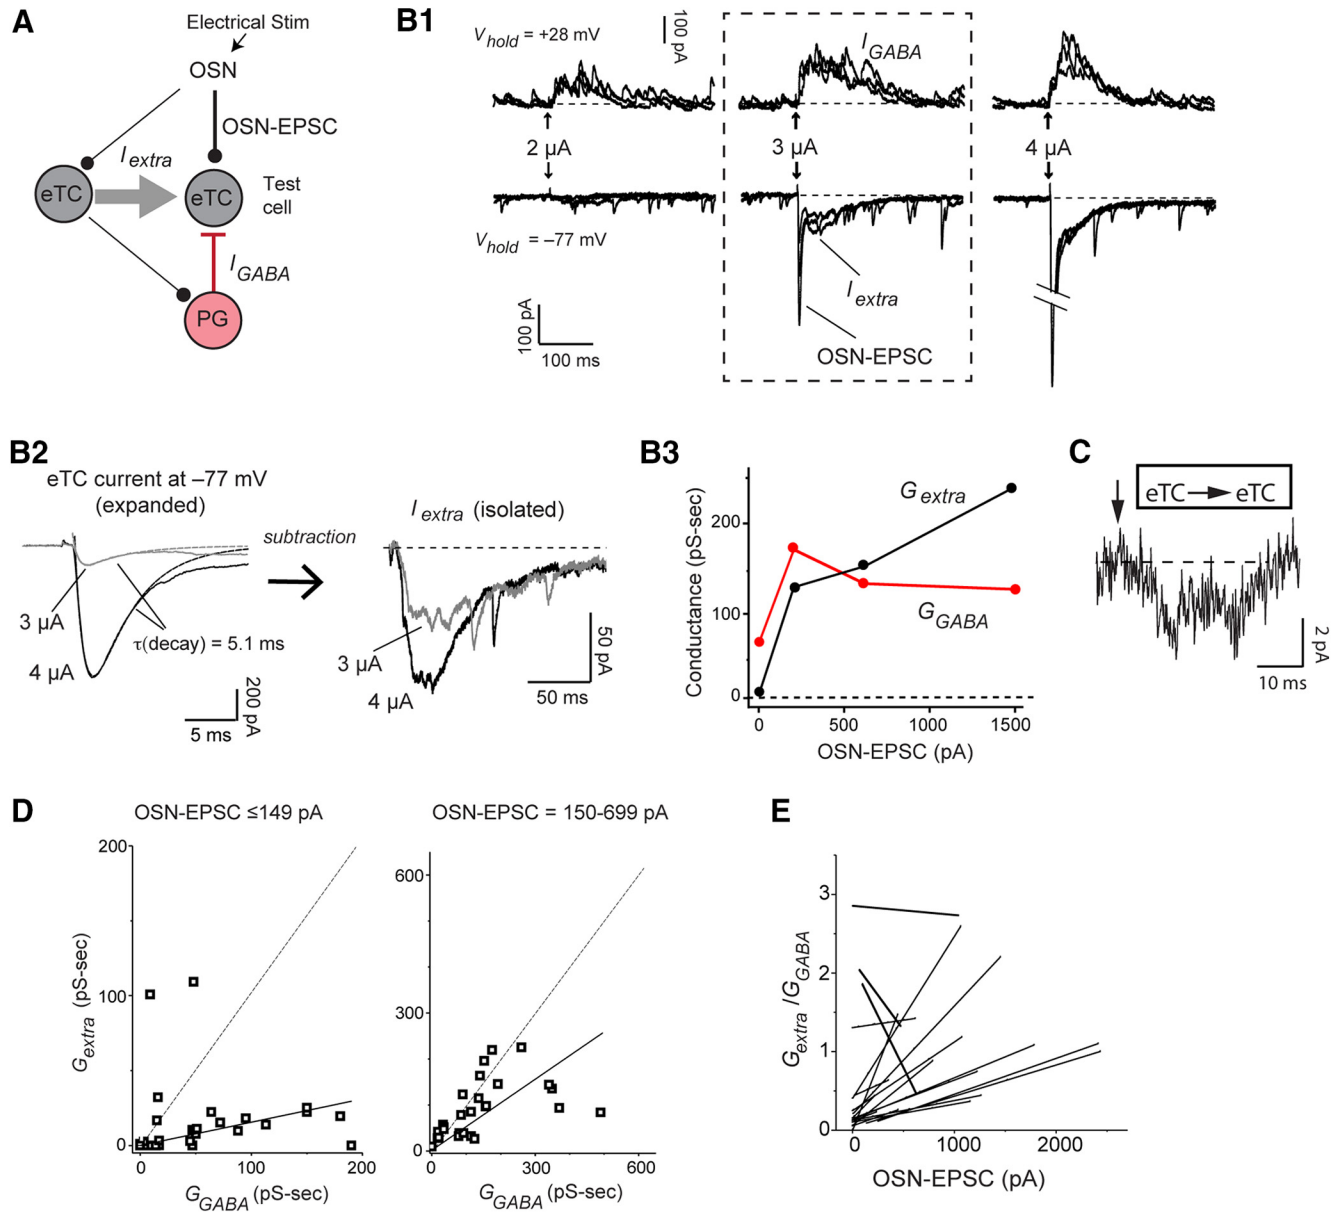 A
Electrical Stim
OSN
OSN-EPSC
I extra
eTC
eTC
Test
cell
I GABA
PG
B1
V hold = +28 mV
100 pA
I GABA
2 µA
3 µA
4 µA
V hold = –77 mV
I extra
OSN-EPSC
100 pA
100 ms
B2
eTC current at –77 mV
(expanded)
subtraction
I extra (isolated)
3 µA
4 µA
τ(decay) = 5.1 ms
200 pA
5 ms
3 µA
4 µA
50 pA
50 ms
B3
Conductance (pS-sec)
200
100
0
G extra
G GABA
0 500 1000 1500
OSN-EPSC (pA)
C
eTC eTC
2 pA
10 ms
D
OSN-EPSC ≤149 pA
G extra (pS-sec)
200
100
0
0 100 200
G GABA (pS-sec)
OSN-EPSC = 150-699 pA
600
300
0
0 300 600
G GABA (pS-sec)
E
G extra /G GABA
3
2
1
0
0 1000 2000
OSN-EPSC (pA)